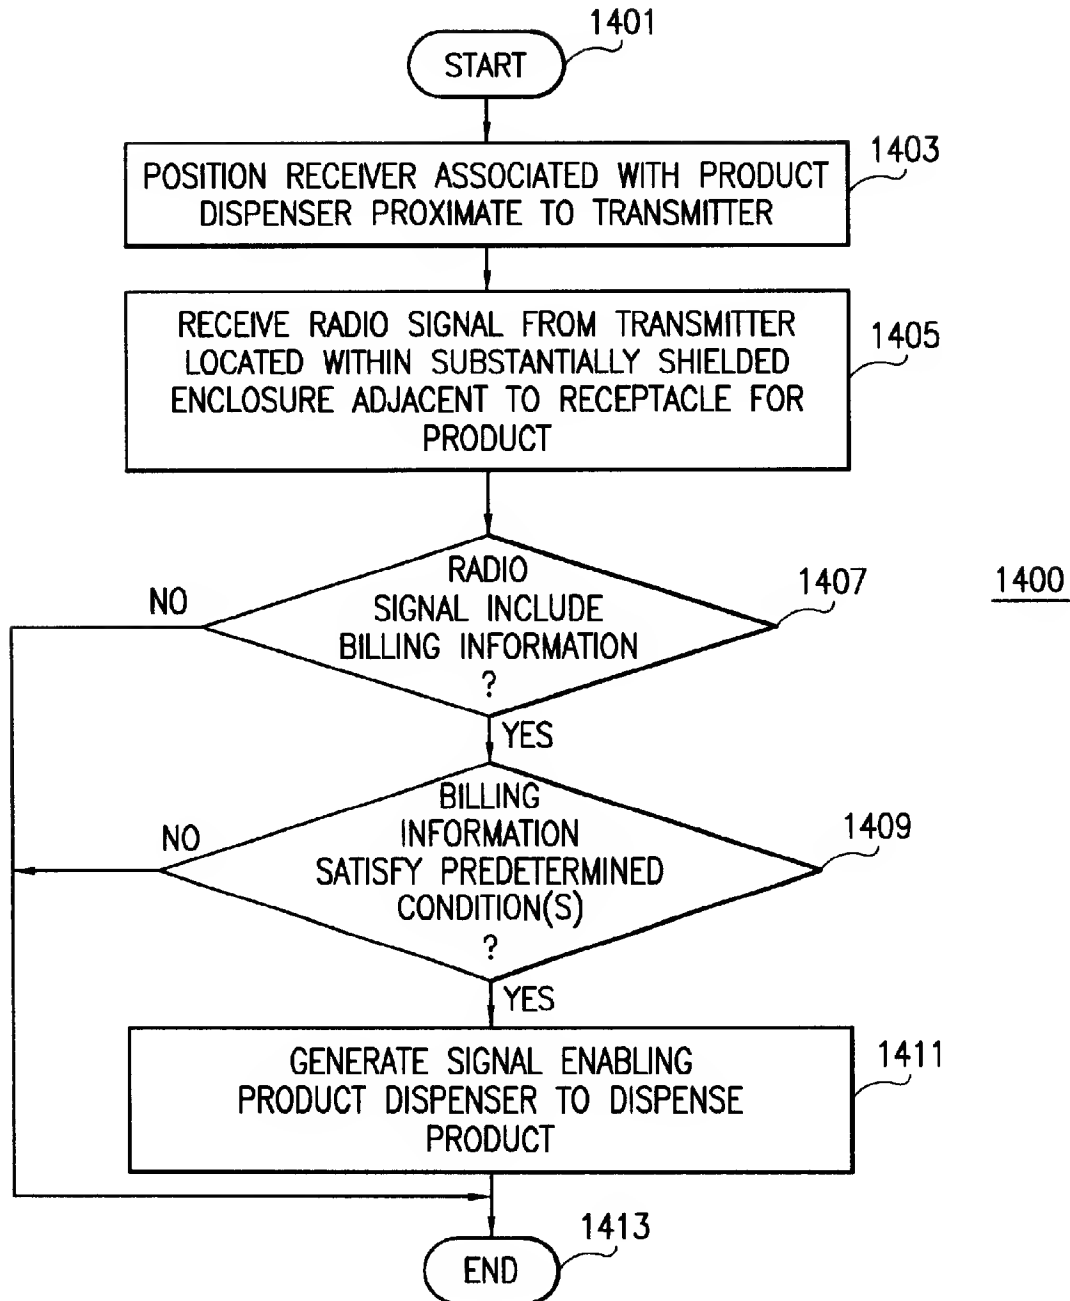 1401
START
1403
POSITION RECEIVER ASSOCIATED WITH PRODUCT
DISPENSER PROXIMATE TO TRANSMITTER
RECEIVE RADIO SIGNAL FROM TRANSMITTER
LOCATED WITHIN SUBSTANTIALLY SHIELDED
ENCLOSURE ADJACENT TO RECEPTACLE FOR
PRODUCT
1405
RADIO
SIGNAL INCLUDE
BILLING INFORMATION
?
NO
1407
1400
YES
BILLING
INFORMATION
SATISFY PREDETERMINED
CONDITION(S)
?
NO
1409
YES
GENERATE SIGNAL ENABLING
PRODUCT DISPENSER TO DISPENSE
PRODUCT
1411
1413
END